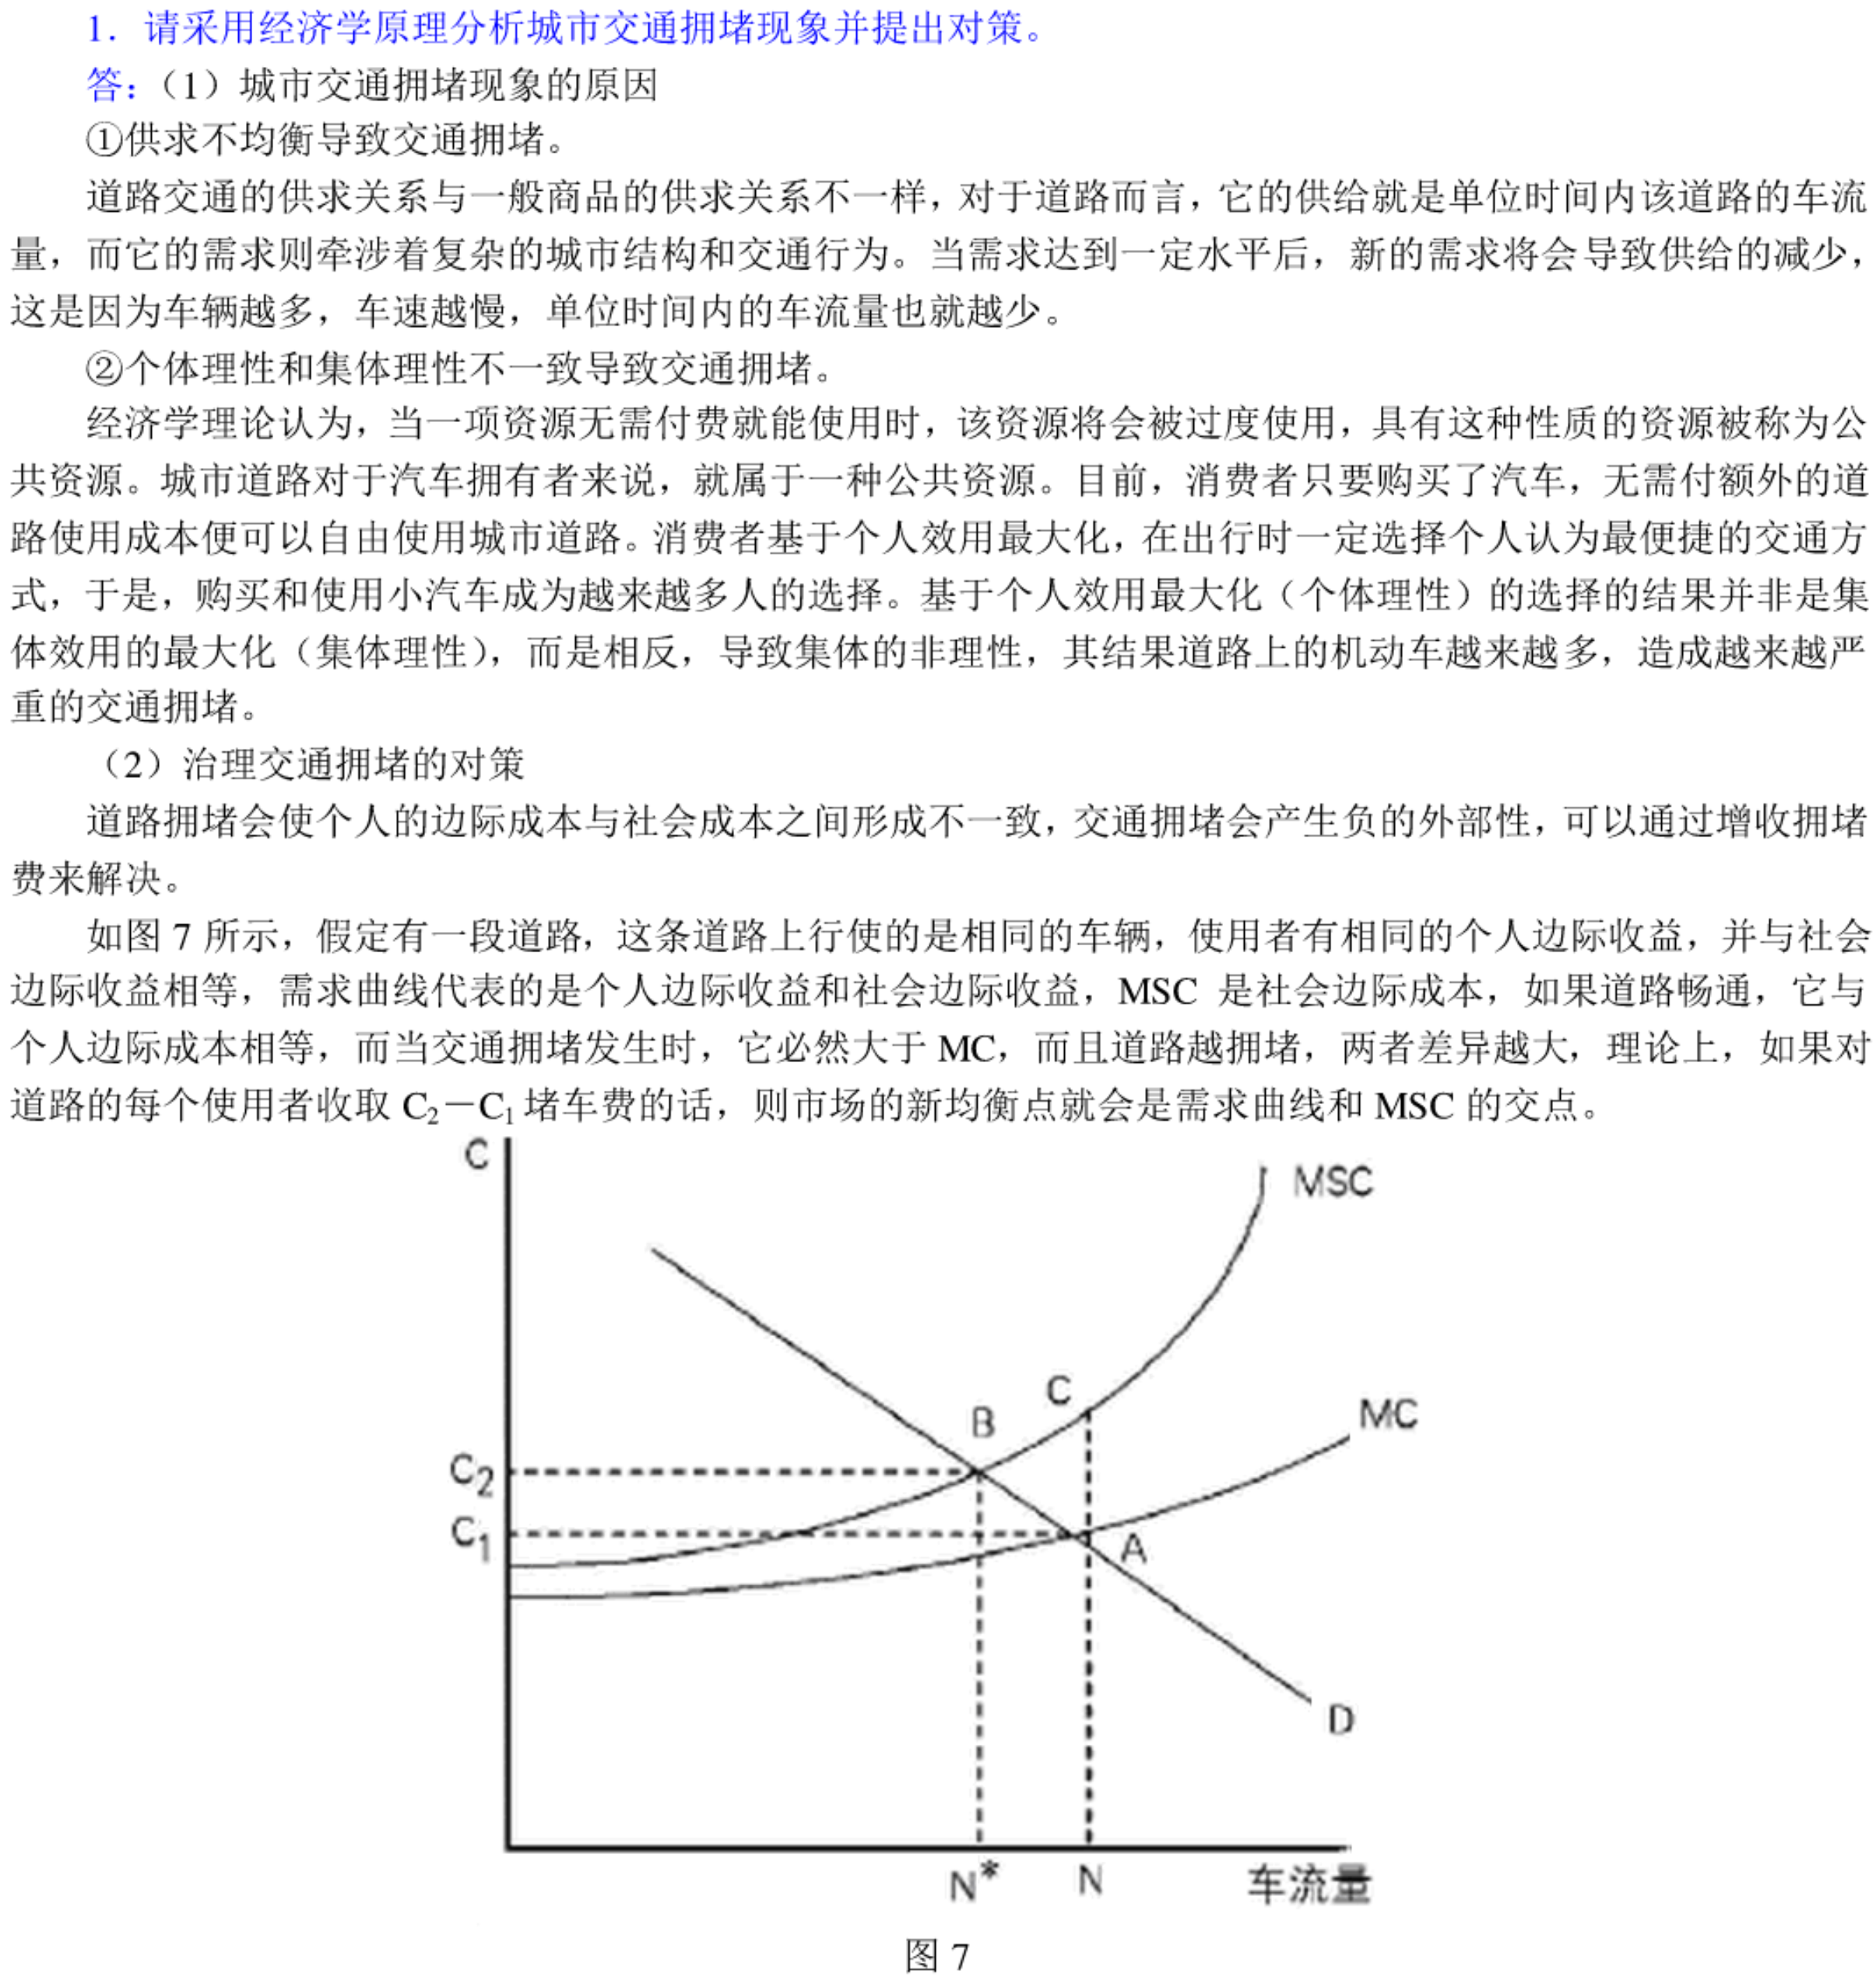 1．请采用经济学原理分析城市交通拥堵现象并提出对策。
答：（1）城市交通拥堵现象的原因
①供求不均衡导致交通拥堵。
道路交通的供求关系与一般商品的供求关系不一样，对于道路而言，它的供给就是单位时间内该道路的车流
量，而它的需求则牵涉着复杂的城市结构和交通行为。当需求达到一定水平后，新的需求将会导致供给的减少，
这是因为车辆越多，车速越慢，单位时间内的车流量也就越少。
②个体理性和集体理性不一致导致交通拥堵。
经济学理论认为，当一项资源无需付费就能使用时，该资源将会被过度使用，具有这种性质的资源被称为公
共资源。城市道路对于汽车拥有者来说，就属于一种公共资源。目前，消费者只要购买了汽车，无需付额外的道
路使用成本便可以自由使用城市道路。消费者基于个人效用最大化，在出行时一定选择个人认为最便捷的交通方
式，于是，购买和使用小汽车成为越来越多人的选择。基于个人效用最大化（个体理性）的选择的结果并非是集
体效用的最大化（集体理性），而是相反，导致集体的非理性，其结果道路上的机动车越来越多，造成越来越严
重的交通拥堵。
（2）治理交通拥堵的对策
道路拥堵会使个人的边际成本与社会成本之间形成不一致，交通拥堵会产生负的外部性，可以通过增收拥堵
费来解决。
如图 7 所示，假定有一段道路，这条道路上行使的是相同的车辆，使用者有相同的个人边际收益，并与社会
边际收益相等，需求曲线代表的是个人边际收益和社会边际收益，MSC 是社会边际成本，如果道路畅通，它与
个人边际成本相等，而当交通拥堵发生时，它必然大于 MC，而且道路越拥堵，两者差异越大，理论上，如果对
道路的每个使用者收取 C₂－C₁ 堵车费的话，则市场的新均衡点就会是需求曲线和 MSC 的交点。
C
MSC
C
B
MC
C₂
C₁
A
D
N*
N
车流量
图 7